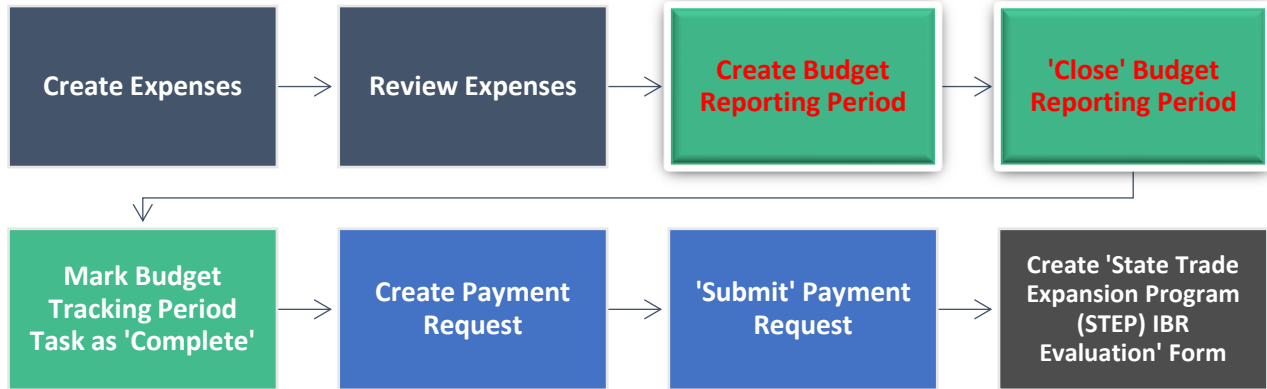 Create Expenses
Review Expenses
Create Budget
Reporting Period
'Close' Budget
Reporting Period
Mark Budget
Tracking Period
Task as 'Complete'
Create Payment
Request
'Submit' Payment
Request
Create 'State Trade
Expansion Program
(STEP) IBR
Evaluation' Form